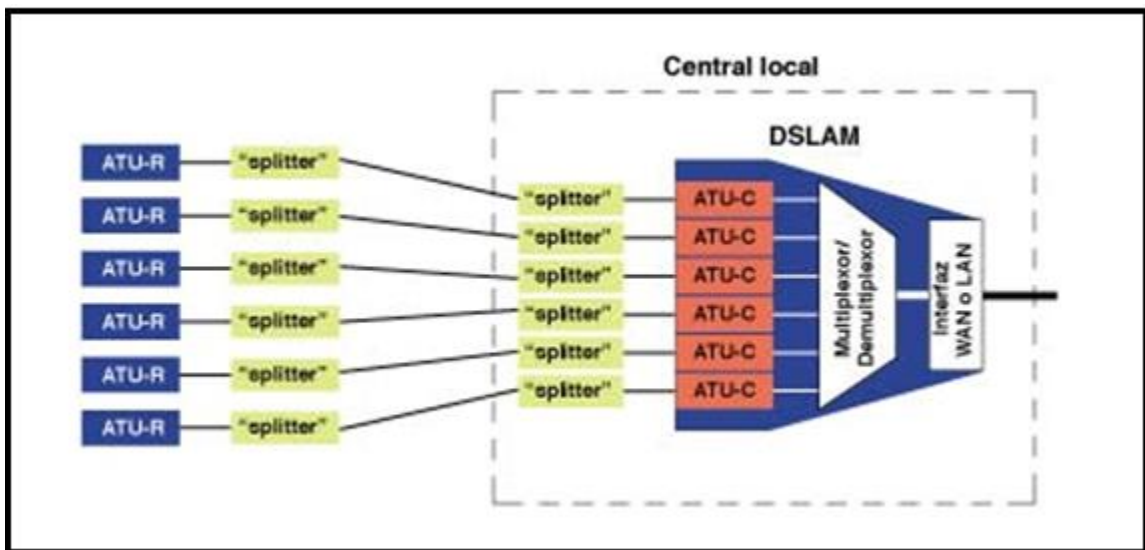 Central local
DSLAM
ATU-R
"splitter"
ATU-R
"splitter"
ATU-R
"splitter"
ATU-R
"splitter"
ATU-R
"splitter"
ATU-R
"splitter"
"splitter"
ATU-C
"splitter"
ATU-C
"splitter"
ATU-C
"splitter"
ATU-C
"splitter"
ATU-C
"splitter"
ATU-C
Multiplexor/
Demultiplexor
Interfaz
WAN o LAN